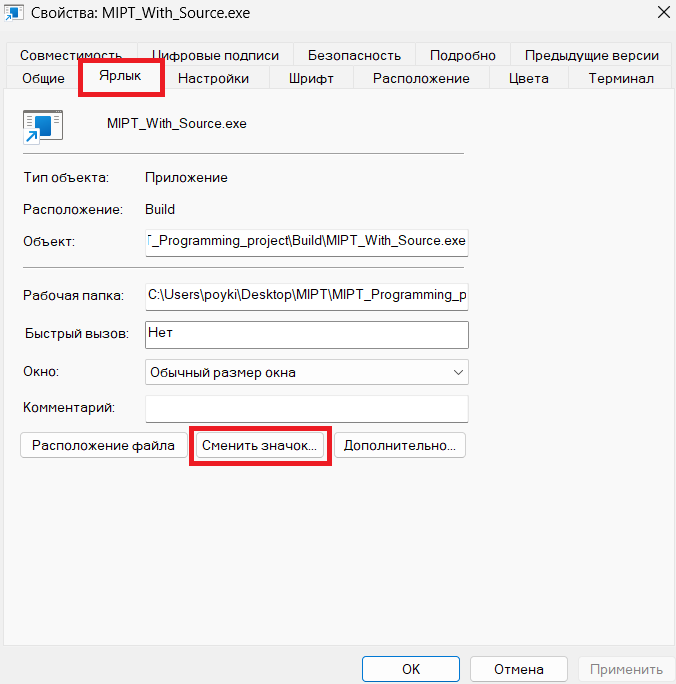 Свойства: MIPT_With_Source.exe
Совместимость Цифровые подписи Безопасность Подробно Предыдущие версии
Общие Ярлык Настройки Шрифт Расположение Цвета Терминал
MIPT_With_Source.exe
Тип объекта: Приложение
Расположение: Build
Объект: T_Programming_project\Build\MIPT_With_Source.exe
Рабочая папка: C:\Users\poyki\Desktop\MIPT\MIPT_Programming_p
Быстрый вызов: Нет
Окно: Обычный размер окна
Комментарий:
Расположение файла Сменить значок... Дополнительно...
ОК Отмена Применить